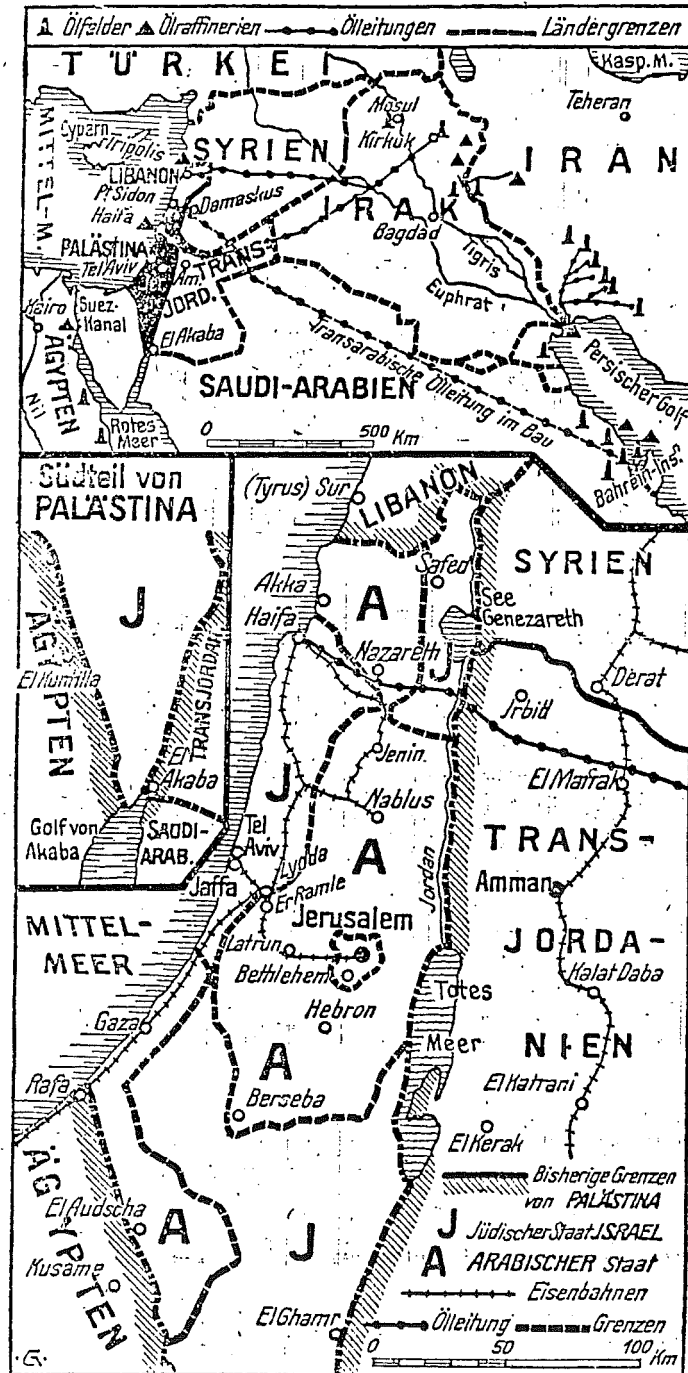 Ölfelder Ölraffinerien Ölleitungen Ländergrenzen
TÜRKEI
Kasp. M.
Mosul
Teheran
Kirkuk
MITTEL-M.
Cypern
Tripolis
SYRIEN
IRAN
LIBANON
Pt Sidon
Damaskus
Haifa
IRAK
Bagdad
PALÄSTINA
Tel Aviv
Am.
TRANS-
JORD.
Tigris
Euphrat
Kairo
Suez-
Kanal
El Akaba
ÄGYPTEN
Nil
Transarabische Ölleitung im Bau
Persischer Golf
SAUDI-ARABIEN
Rotes
Meer
0 500 Km
Bahrein-Ins.
Südteil von
PALÄSTINA
J
ÄGYPTEN
El Kuntilla
TRANSJORDAN
El
Akaba
Golf von
Akaba
SAUDI-
ARAB.
(Tyrus) Sur
LIBANON
SYRIEN
Safed
Akka
A
See
Genezareth
Haifa
Nazareth
J
Derat
Irbid
Jenin
El Mafrak
J
Nablus
Tel
Aviv
A
TRANS-
Jaffa
Lydda
Jordan
Amman
Er Ramle
MITTEL-
MEER
Jerusalem
Latrun
JORDA-
Bethlehem
Kalat Daba
Totes
Meer
Hebron
Gaza
NIEN
A
Rafa
Berseba
El Katrani
El Kerak
ÄGYPTEN
Bisherige Grenzen
von PALÄSTINA
El Audscha
A
J
J Jüdischer Staat ISRAEL
A ARABISCHER Staat
Kusame
Eisenbahnen
El Ghamr
Ölleitung Grenzen
·G·
0 50 100
Km